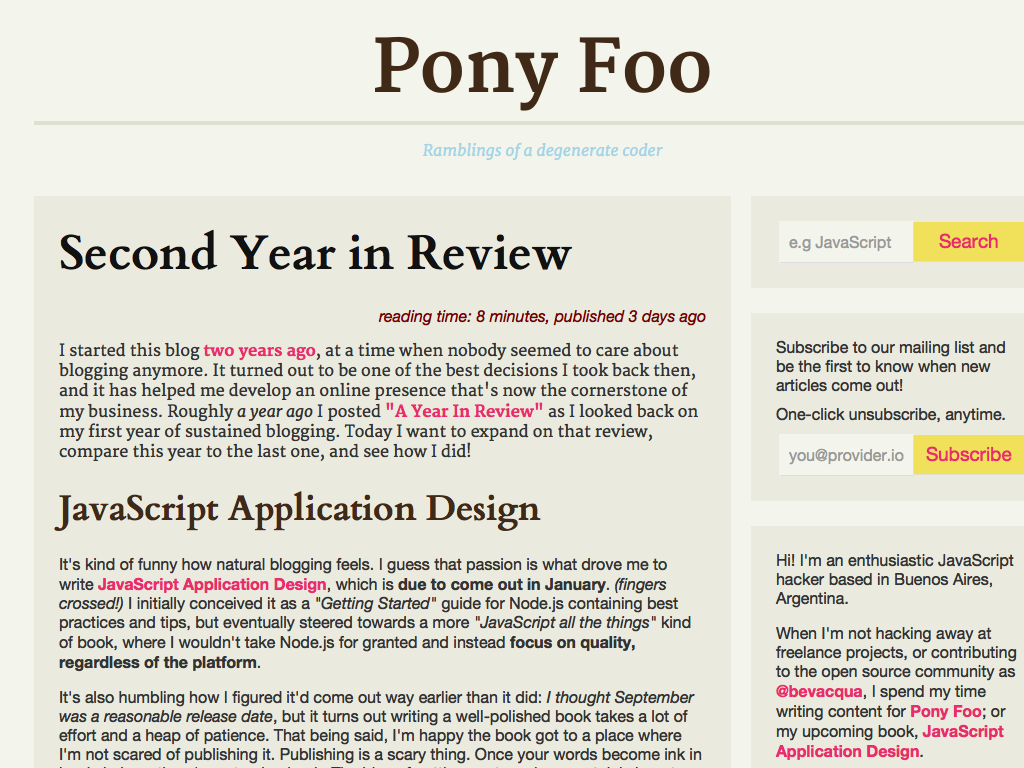 Pony Foo
Ramblings of a degenerate coder
Second Year in Review
reading time: 8 minutes, published 3 days ago
I started this blog two years ago, at a time when nobody seemed to care about
blogging anymore. It turned out to be one of the best decisions I took back then,
and it has helped me develop an online presence that's now the cornerstone of
my business. Roughly a year ago I posted "A Year In Review" as I looked back on
my first year of sustained blogging. Today I want to expand on that review,
compare this year to the last one, and see how I did!
JavaScript Application Design
It's kind of funny how natural blogging feels. I guess that passion is what drove me to
write JavaScript Application Design, which is due to come out in January. (fingers
crossed!) I initially conceived it as a "Getting Started" guide for Node.js containing best
practices and tips, but eventually steered towards a more "JavaScript all the things" kind
of book, where I wouldn't take Node.js for granted and instead focus on quality,
regardless of the platform.
It's also humbling how I figured it'd come out way earlier than it did: I thought September
was a reasonable release date, but it turns out writing a well-polished book takes a lot of
effort and a heap of patience. That being said, I'm happy the book got to a place where
I'm not scared of publishing it. Publishing is a scary thing. Once your words become ink in
e.g JavaScript
Search
Subscribe to our mailing list and
be the first to know when new
articles come out!
One-click unsubscribe, anytime.
you@provider.io
Subscribe
Hi! I'm an enthusiastic JavaScript
hacker based in Buenos Aires,
Argentina.
When I'm not hacking away at
freelance projects, or contributing
to the open source community as
@bevacqua, I spend my time
writing content for Pony Foo; or
my upcoming book, JavaScript
Application Design.